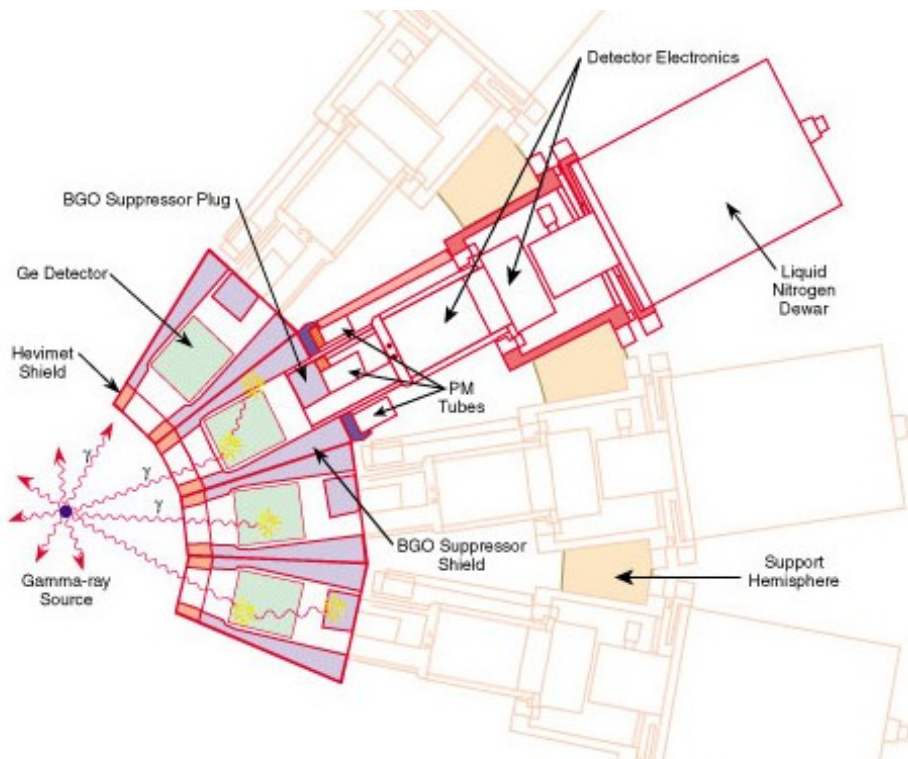 Detector Electronics
BGO Suppressor Plug
Ge Detector
Hevimet
Shield
Liquid
Nitrogen
Dewar
PM
Tubes
γ
γ
γ
BGO Suppressor
Shield
Gamma-ray
Source
Support
Hemisphere